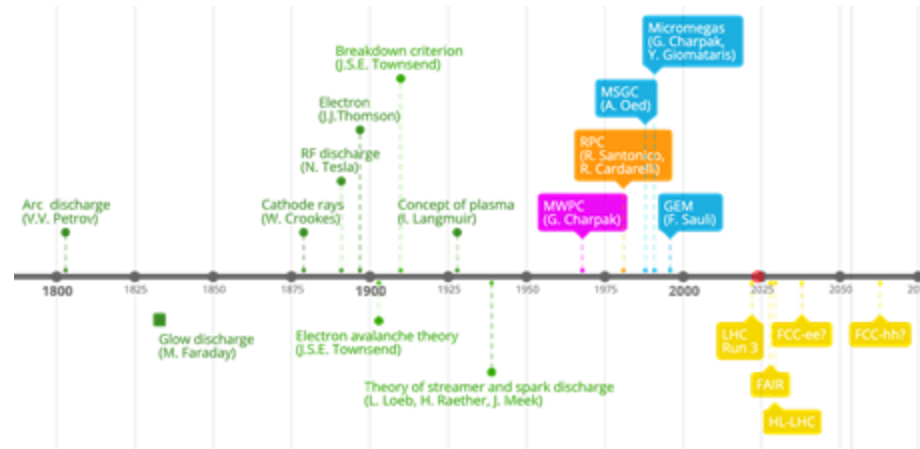 Micromegas
(G. Charpak,
Y. Giomataris)
Breakdown criterion
(J.S.E. Townsend)
MSGC
(A. Oed)
Electron
(J.J.Thomson)
RPC
(R. Santonico,
R. Cardarelli)
RF discharge
(N. Tesla)
Arc discharge
(V.V. Petrov)
Cathode rays
(W. Crookes)
Concept of plasma
(I. Langmuir)
MWPC
(G. Charpak)
GEM
(F. Sauli)
1800 1825 1850 1875 1900 1925 1950 1975 2000 2025 2050
Glow discharge
(M. Faraday)
Electron avalanche theory
(J.S.E. Townsend)
LHC
Run 3
FCC-ee?
FCC-hh?
Theory of streamer and spark discharge
(L. Loeb, H. Raether, J. Meek)
FAIR
HL-LHC